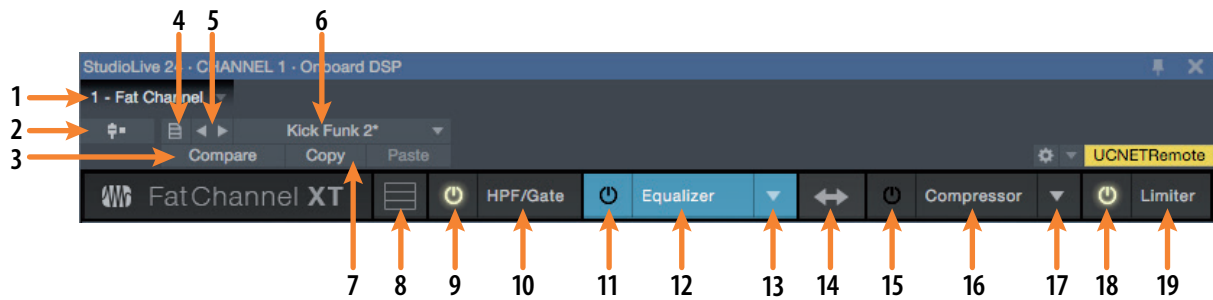 4 5 6
StudioLive 24 · CHANNEL 1 · Onboard DSP
1
1 - Fat Channel
2
Kick Funk 2*
3
Compare Copy Paste
UCNETRemote
FatChannel XT HPF/Gate Equalizer Compressor Limiter
7 8 9 10 11 12 13 14 15 16 17 18 19